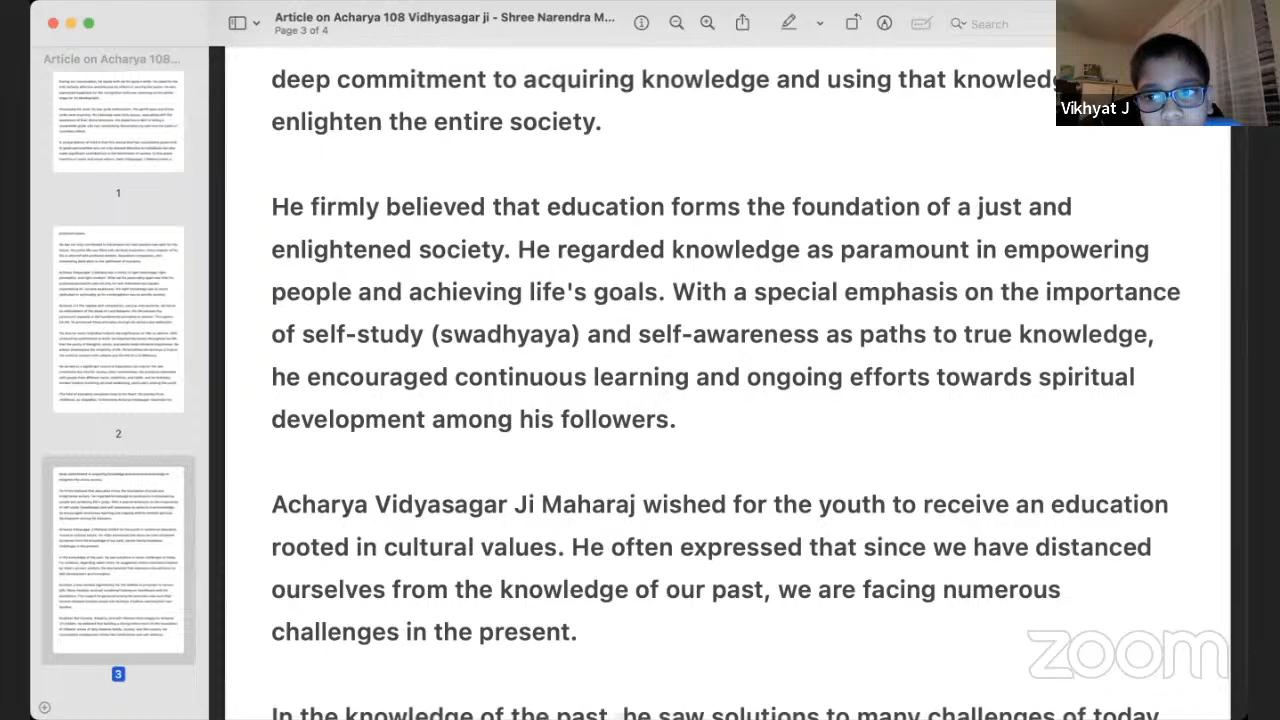 Article on Acharya 108 Vidhyasagar ji - Shree Narendra M...
Page 3 of 4
Search
Article on Acharya 108...
1
2
3
deep commitment to acquiring knowledge and using that knowledg
enlighten the entire society.
He firmly believed that education forms the foundation of a just and
enlightened society. He regarded knowledge as paramount in empowering
people and achieving life's goals. With a special emphasis on the importance
of self-study (swadhyaya) and self-awareness as paths to true knowledge,
he encouraged continuous learning and ongoing efforts towards spiritual
development among his followers.
Acharya Vidyasagar Ji Maharaj wished for the youth to receive an education
rooted in cultural values. He often expressed that since we have distanced
ourselves from the knowledge of our past, we are facing numerous
challenges in the present.
In the knowledge of the past, he saw solutions to many challenges of today.
Vikhyat J
zoom